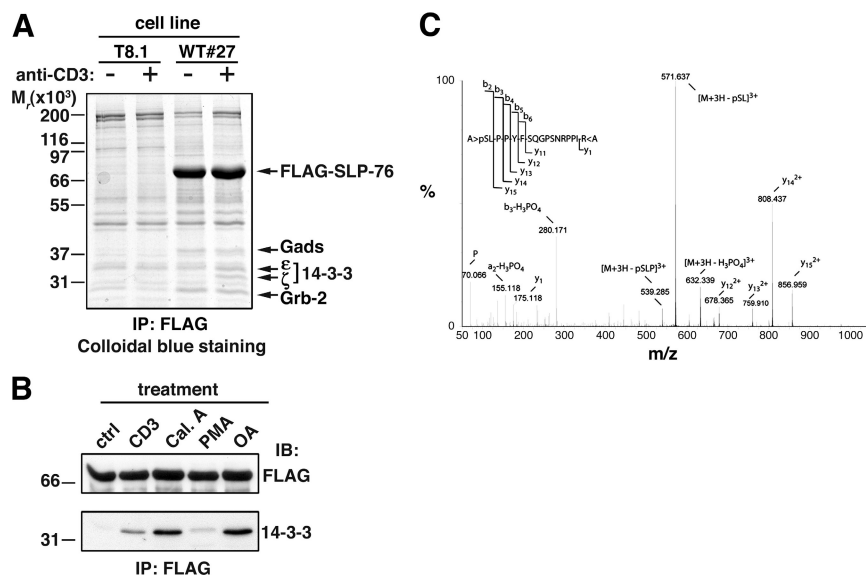 A
cell line
T8.1 WT#27
anti-CD3: - + - +
Mr(x10³)
200
116
97
66
55
37
31
FLAG-SLP-76
Gads
ε
ζ ] 14-3-3
Grb-2
IP: FLAG
Colloidal blue staining
B
treatment
ctrl CD3 Cal. A PMA OA
IB:
66 FLAG
31 14-3-3
IP: FLAG
C
100
%
0
b₂ b₃ b₄ b₅ b₆
A>pSL-P-P-Y-F-SQGPSNRPPI-R<A
y₁₁ y₁
y₁₂
y₁₃
y₁₄
y₁₅
571.637
[M+3H - pSL]³⁺
y₁₄²⁺
808.437
b₃-H₃PO₄
280.171
P
70.066
a₂-H₃PO₄
155.118
y₁
175.118
[M+3H - pSLP]³⁺
539.285
[M+3H - H₃PO₄]³⁺
632.339
y₁₂²⁺
678.365
y₁₃²⁺
759.910
y₁₅²⁺
856.959
50 100 200 300 400 500 600 700 800 900 1000
m/z